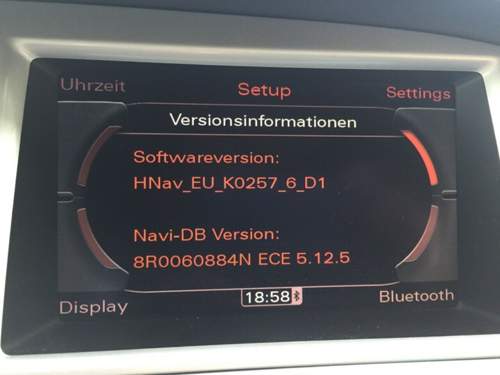 Uhrzeit
Setup
Settings
Versionsinformationen
Softwareversion:
HNav_EU_K0257_6_D1
Navi-DB Version:
8R0060884N ECE 5.12.5
Display
18:58
Bluetooth